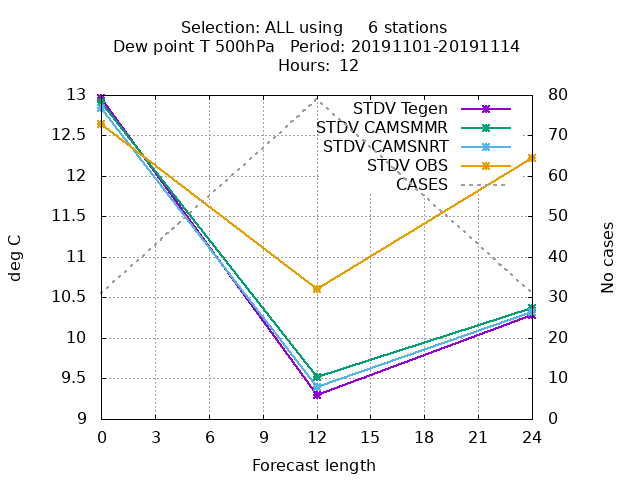 Selection: ALL using     6 stations
Dew point T 500hPa   Period: 20191101-20191114
Hours: 12
13
12.5
12
11.5
11
10.5
10
9.5
9
deg C
STDV Tegen
STDV CAMSMMR
STDV CAMSNRT
STDV OBS
CASES
80
70
60
50
40
30
20
10
0
No cases
0 3 6 9 12 15 18 21 24
Forecast length